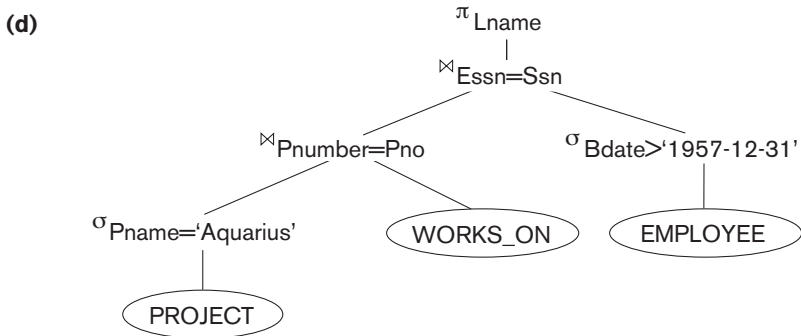 (d)
π Lname
⋈ Essn=Ssn
⋈ Pnumber=Pno
σ Bdate>‘1957-12-31’
σ Pname=‘Aquarius’
WORKS_ON
EMPLOYEE
PROJECT